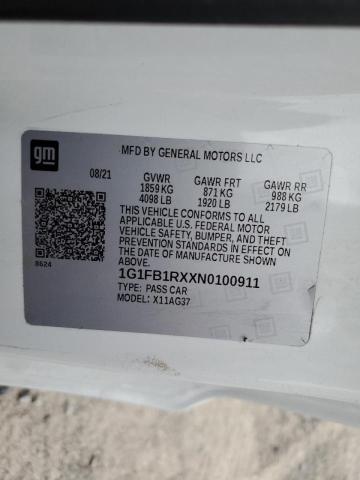 gm
MFD BY GENERAL MOTORS LLC
08/21 GVWR GAWR FRT GAWR RR
1859 KG 871 KG 988 KG
4098 LB 1920 LB 2179 LB
THIS VEHICLE CONFORMS TO ALL
APPLICABLE U.S. FEDERAL MOTOR
VEHICLE SAFETY, BUMPER, AND THEFT
PREVENTION STANDARDS IN EFFECT ON
THE DATE OF MANUFACTURE SHOWN
ABOVE.
8624
1G1FB1RXXN0100911
TYPE: PASS CAR
MODEL: X11AG37